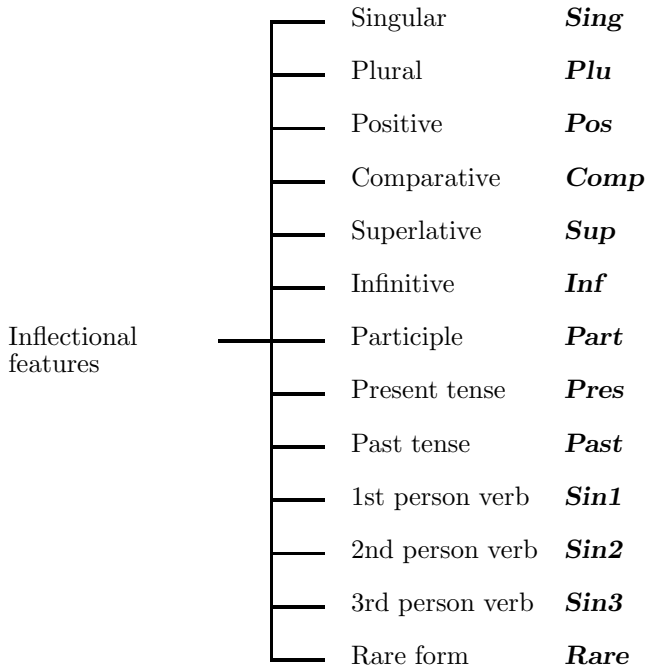 Singular Sing
Plural Plu
Positive Pos
Comparative Comp
Superlative Sup
Infinitive Inf
Inflectional features
Participle Part
Present tense Pres
Past tense Past
1st person verb Sin1
2nd person verb Sin2
3rd person verb Sin3
Rare form Rare